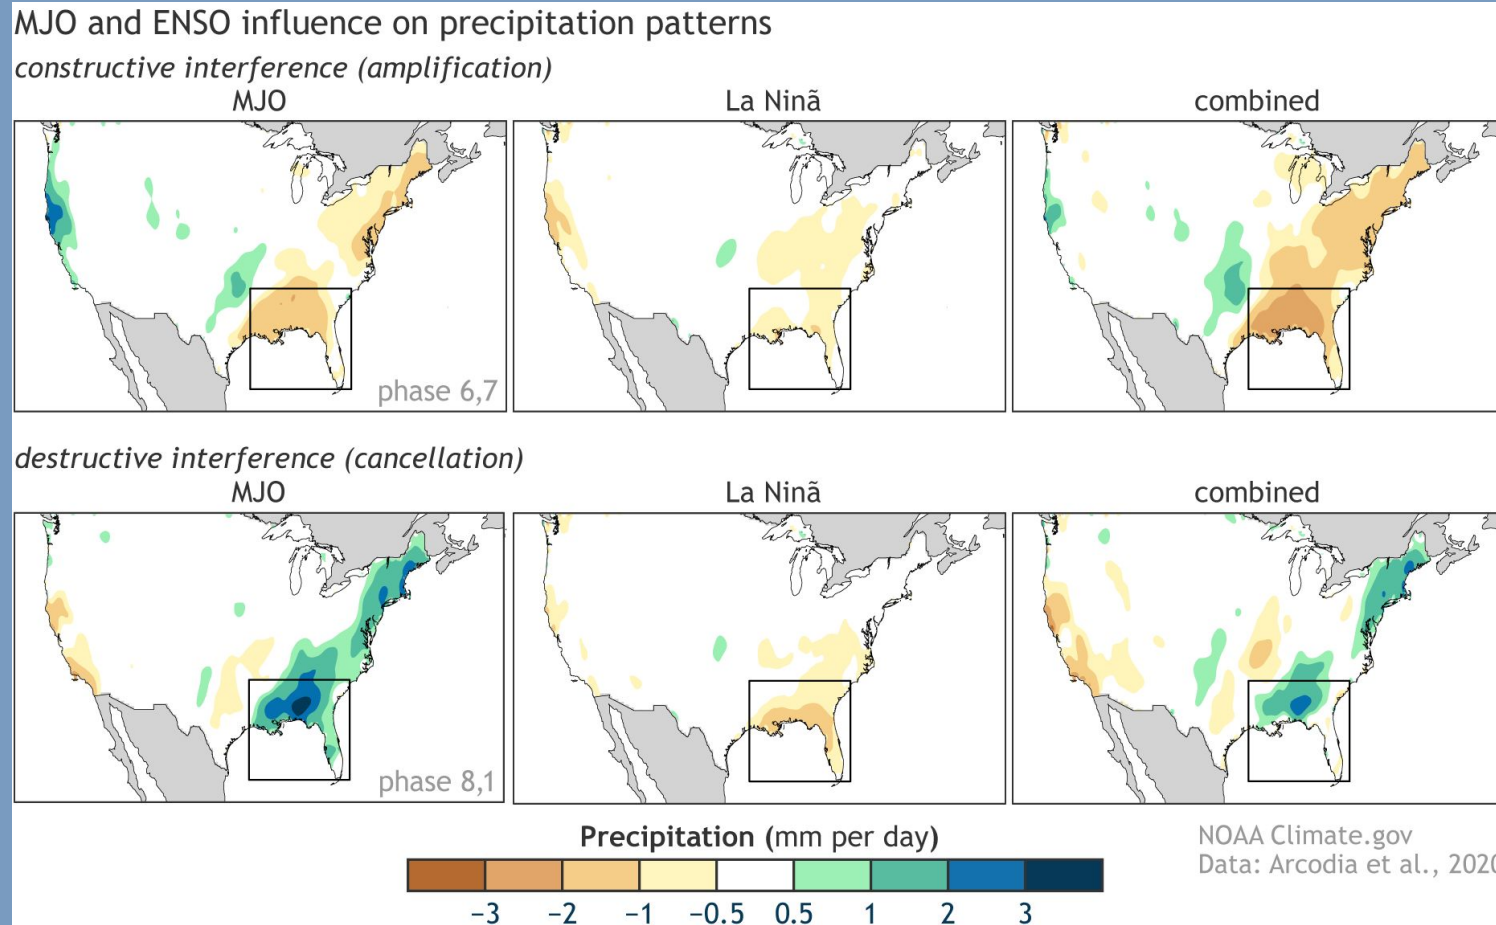 MJO and ENSO influence on precipitation patterns
constructive interference (amplification)
MJO
La Ninã
combined
phase 6,7
destructive interference (cancellation)
MJO
La Ninã
combined
phase 8,1
Precipitation (mm per day)
−3 −2 −1 −0.5 0.5 1 2 3
NOAA Climate.gov
Data: Arcodia et al., 2020